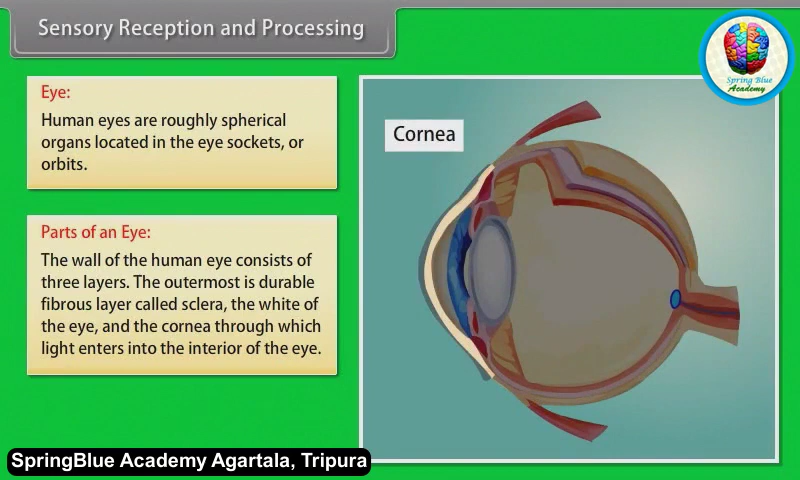 Sensory Reception and Processing
Spring Blue
Academy
Eye:
Human eyes are roughly spherical
organs located in the eye sockets, or
orbits.
Cornea
Parts of an Eye:
The wall of the human eye consists of
three layers. The outermost is durable
fibrous layer called sclera, the white of
the eye, and the cornea through which
light enters into the interior of the eye.
SpringBlue Academy Agartala, Tripura